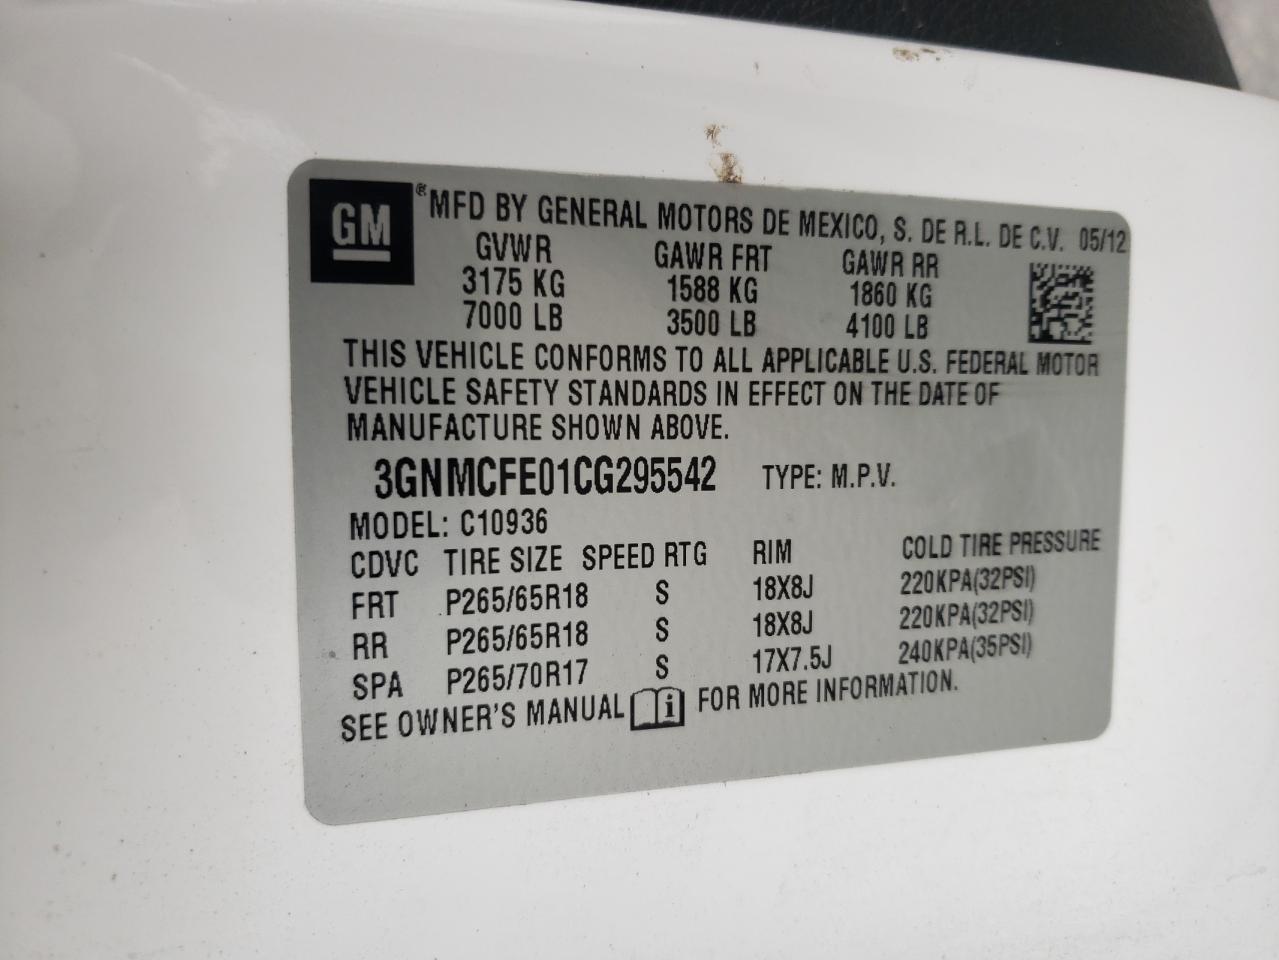 GM
® MFD BY GENERAL MOTORS DE MEXICO, S. DE R.L. DE C.V. 05/12
GVWR GAWR FRT GAWR RR
3175 KG 1588 KG 1860 KG
7000 LB 3500 LB 4100 LB
THIS VEHICLE CONFORMS TO ALL APPLICABLE U.S. FEDERAL MOTOR
VEHICLE SAFETY STANDARDS IN EFFECT ON THE DATE OF
MANUFACTURE SHOWN ABOVE.
3GNMCFE01CG295542 TYPE: M.P.V.
MODEL: C10936
CDVC TIRE SIZE SPEED RTG RIM COLD TIRE PRESSURE
FRT P265/65R18 S 18X8J 220KPA(32PSI)
RR P265/65R18 S 18X8J 220KPA(32PSI)
SPA P265/70R17 S 17X7.5J 240KPA(35PSI)
SEE OWNER'S MANUAL i FOR MORE INFORMATION.